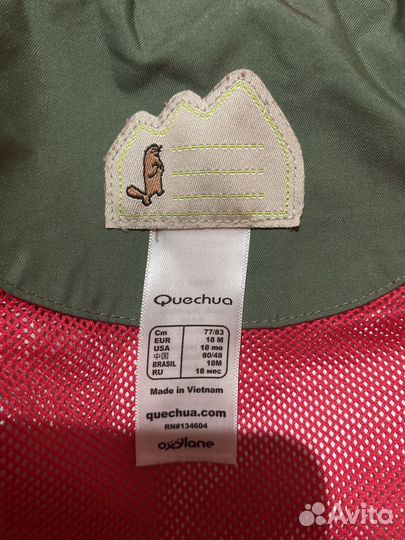 Quechua
Cm 77/83
EUR 18 M
USA 18 mo
中国 80/48
BRASIL 18M
RU 18 мес
Made in Vietnam
quechua.com
RN#134604
oxylane
Avito